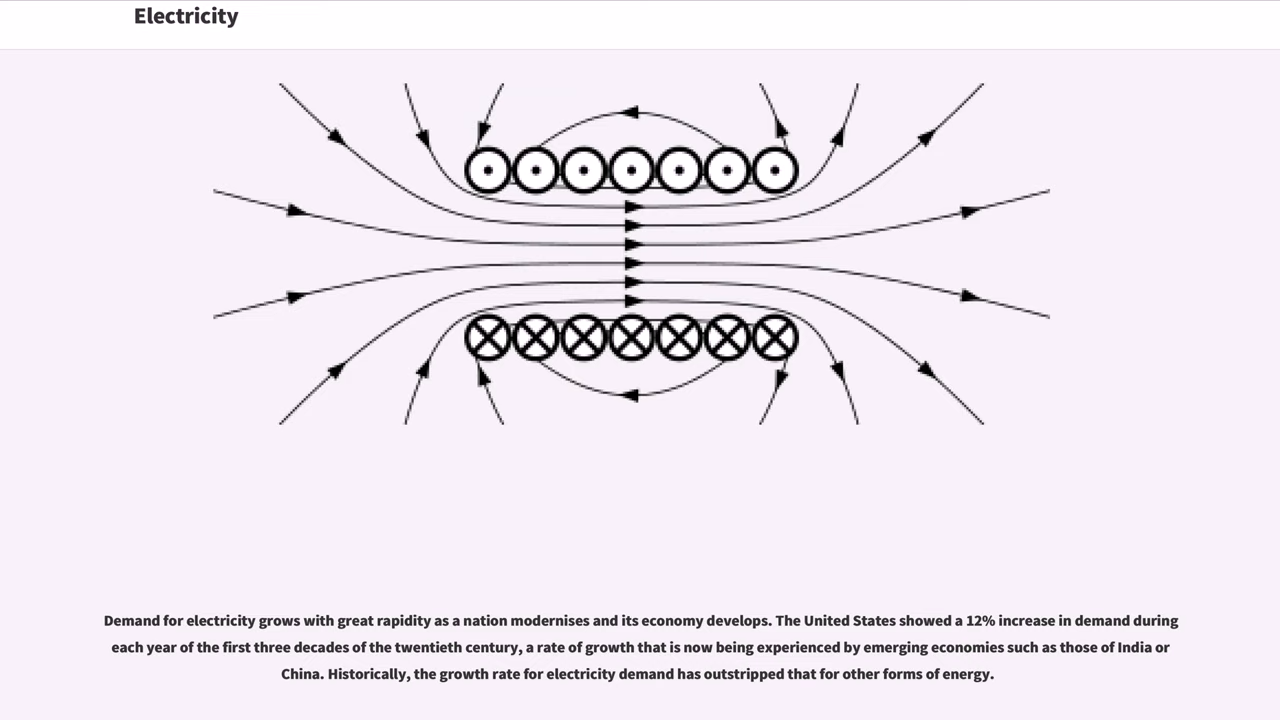 Electricity
Demand for electricity grows with great rapidity as a nation modernises and its economy develops. The United States showed a 12% increase in demand during
each year of the first three decades of the twentieth century, a rate of growth that is now being experienced by emerging economies such as those of India or
China. Historically, the growth rate for electricity demand has outstripped that for other forms of energy.